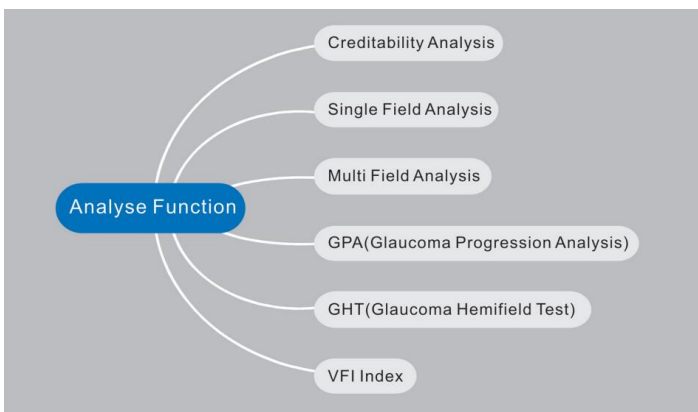 Creditability Analysis
Single Field Analysis
Multi Field Analysis
Analyse Function
GPA(Glaucoma Progression Analysis)
GHT(Glaucoma Hemifield Test)
VFI Index